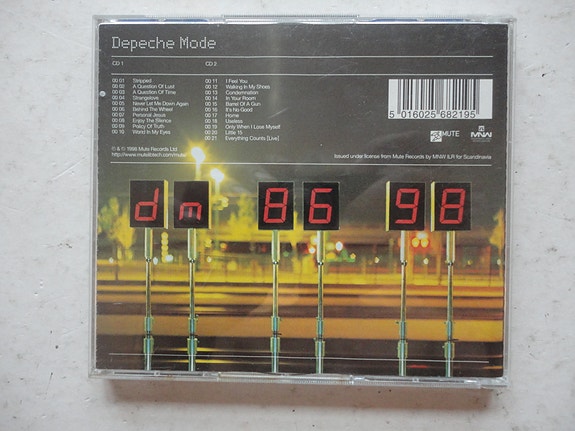 Depeche Mode
CD 1
00:01 Stripped
00:02 A Question Of Lust
00:03 A Question Of Time
00:04 Strangelove
00:05 Never Let Me Down Again
00:06 Behind The Wheel
00:07 Personal Jesus
00:08 Enjoy The Silence
00:09 Policy Of Truth
00:10 World In My Eyes
CD 2
00:11 I Feel You
00:12 Walking In My Shoes
00:13 Condemnation
00:14 In Your Room
00:15 Barrel Of A Gun
00:16 It's No Good
00:17 Home
00:18 Useless
00:19 Only When I Lose Myself
00:20 Little 15
00:21 Everything Counts [Live]
5 016025 682195
MUTE
MNW
℗ & © 1998 Mute Records Ltd
http://www.mutelibtech.com/mute/
Issued under license from Mute Records by MNW ILR for Scandinavia
dm 86 98